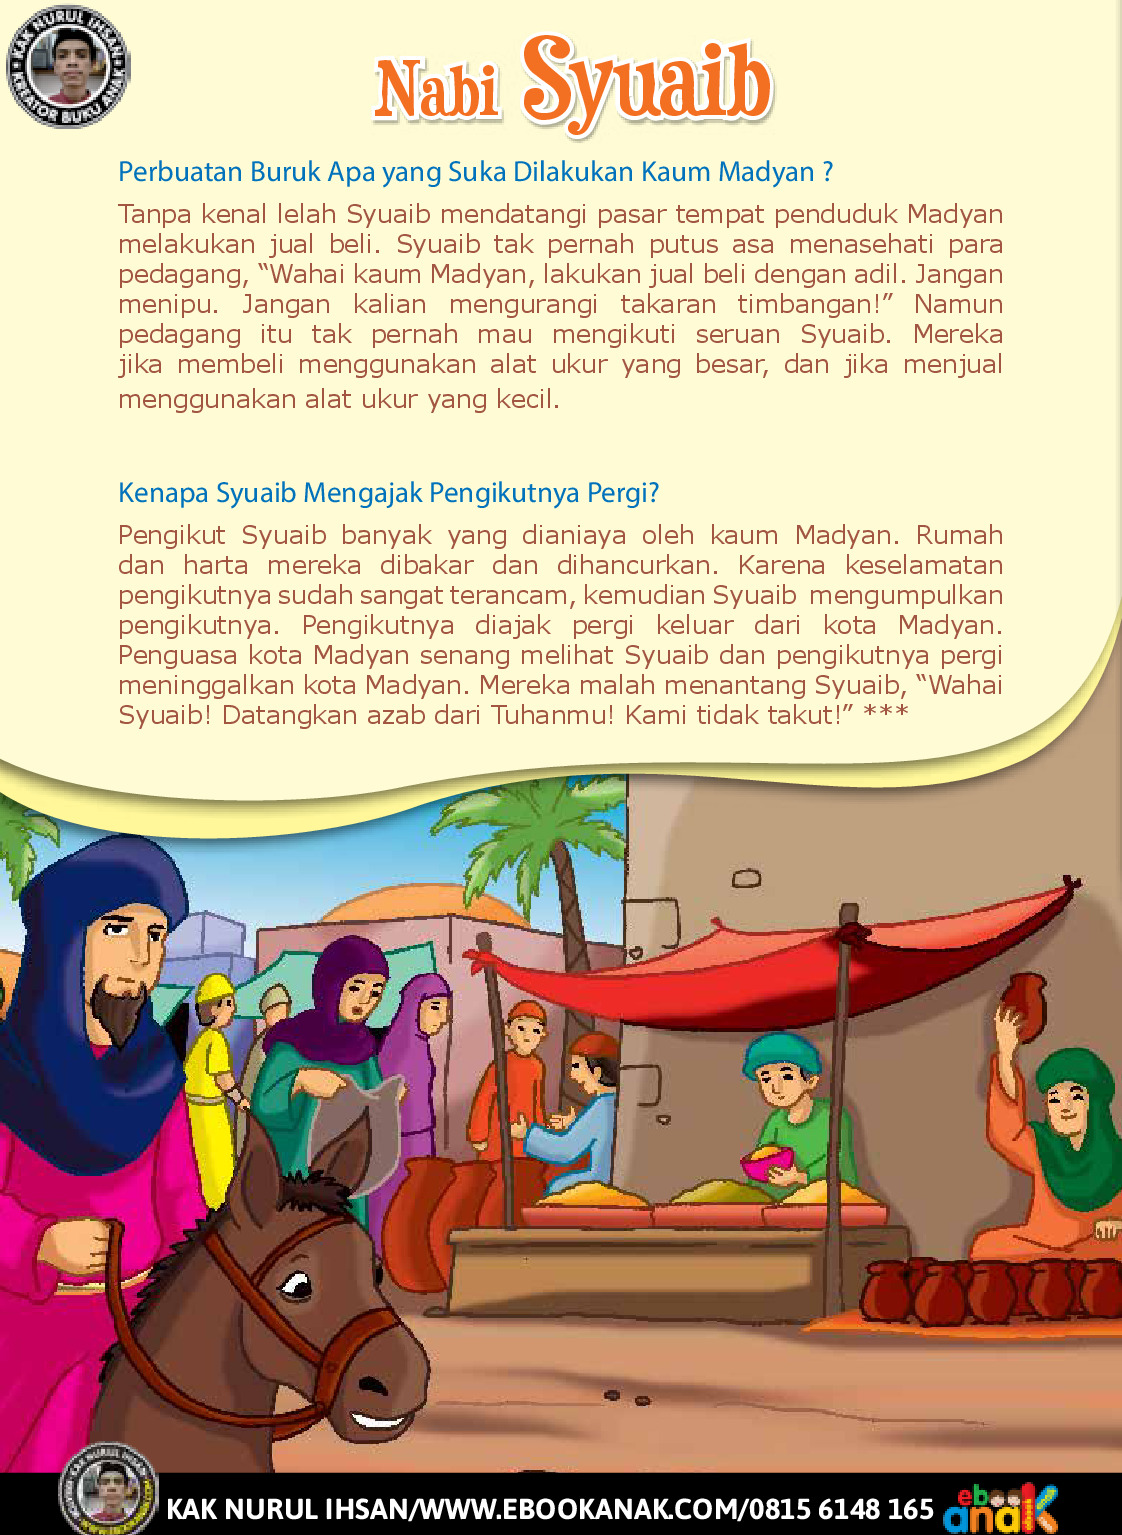 KAK NURUL IHSAN
KREATOR BUKU ANAK
Nabi Syuaib
Perbuatan Buruk Apa yang Suka Dilakukan Kaum Madyan ?
Tanpa kenal lelah Syuaib mendatangi pasar tempat penduduk Madyan
melakukan jual beli. Syuaib tak pernah putus asa menasehati para
pedagang, “Wahai kaum Madyan, lakukan jual beli dengan adil. Jangan
menipu. Jangan kalian mengurangi takaran timbangan!” Namun
pedagang itu tak pernah mau mengikuti seruan Syuaib. Mereka
jika membeli menggunakan alat ukur yang besar, dan jika menjual
menggunakan alat ukur yang kecil.
Kenapa Syuaib Mengajak Pengikutnya Pergi?
Pengikut Syuaib banyak yang dianiaya oleh kaum Madyan. Rumah
dan harta mereka dibakar dan dihancurkan. Karena keselamatan
pengikutnya sudah sangat terancam, kemudian Syuaib mengumpulkan
pengikutnya. Pengikutnya diajak pergi keluar dari kota Madyan.
Penguasa kota Madyan senang melihat Syuaib dan pengikutnya pergi
meninggalkan kota Madyan. Mereka malah menantang Syuaib, “Wahai
Syuaib! Datangkan azab dari Tuhanmu! Kami tidak takut!” ***
KAK NURUL IHSAN
KAK NURUL IHSAN/WWW.EBOOKANAK.COM/0815 6148 165
ebook
anak